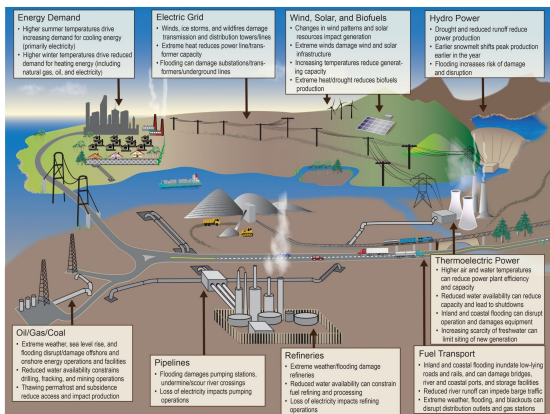 Energy Demand
• Higher summer temperatures drive
increasing demand for cooling energy
(primarily electricity)
• Higher winter temperatures drive reduced
demand for heating energy (including
natural gas, oil, and electricity)
Electric Grid
• Winds, ice storms, and wildfires damage
transmission and distribution towers/lines
• Extreme heat reduces power line/trans-
former capacity
• Flooding can damage substations/trans-
formers/underground lines
Wind, Solar, and Biofuels
• Changes in wind patterns and solar
resources impact generation
• Extreme winds damage wind and solar
infrastructure
• Increasing temperatures reduce generat-
ing capacity
• Extreme heat/drought reduces biofuels
production
Hydro Power
• Drought and reduced runoff reduce
power production
• Earlier snowmelt shifts peak production
earlier in the year
• Flooding increases risk of damage
and disruption
Thermoelectric Power
• Higher air and water temperatures
can reduce plant efficiency and
capacity
• Reduced water availability can reduce
capacity and lead to shutdowns
• Inland and coastal flooding can disrupt
operation and damages equipment
• Increasing scarcity of freshwater can
limit siting of new generation
Oil/Gas/Coal
• Extreme weather, sea level rise, and
flooding disrupt/damage offshore and
onshore energy operations and facilities
• Reduced water availability constrains
drilling, fracking, and mining operations
• Thawing permafrost and subsidence
reduce access and impact production
Pipelines
• Flooding damages pumping stations,
undermine/scour river crossings
• Loss of electricity impacts pumping
operations
Refineries
• Extreme weather/flooding damage
refineries
• Reduced water availability can constrain
fuel refining and processing
• Loss of electricity impacts refining
operations
Fuel Transport
• Inland and coastal flooding inundate low-lying
roads and rails, and can damage bridges,
river and coastal ports, and storage facilities
• Reduced river runoff can impede barge traffic
• Extreme weather, flooding, and blackouts can
disrupt distribution outlets and gas stations